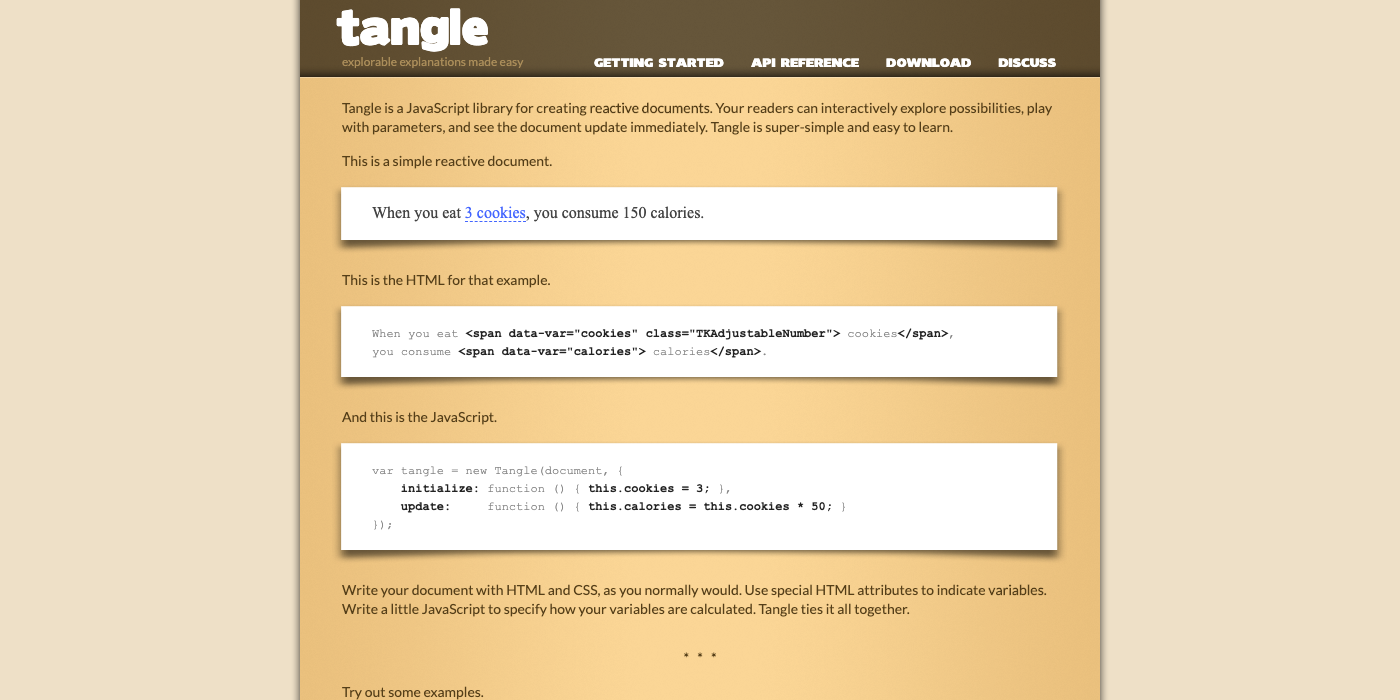 tangle
explorable explanations made easy
GETTING STARTED API REFERENCE DOWNLOAD DISCUSS
Tangle is a JavaScript library for creating reactive documents. Your readers can interactively explore possibilities, play
with parameters, and see the document update immediately. Tangle is super-simple and easy to learn.
This is a simple reactive document.
When you eat 3 cookies, you consume 150 calories.
This is the HTML for that example.
When you eat <span data-var="cookies" class="TKAdjustableNumber"> cookies</span>,
you consume <span data-var="calories"> calories</span>.
And this is the JavaScript.
var tangle = new Tangle(document, {
    initialize: function () { this.cookies = 3; },
    update:     function () { this.calories = this.cookies * 50; }
});
Write your document with HTML and CSS, as you normally would. Use special HTML attributes to indicate variables.
Write a little JavaScript to specify how your variables are calculated. Tangle ties it all together.
* * *
Try out some examples.